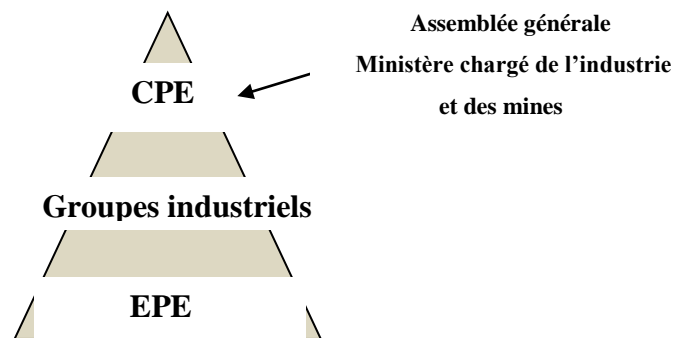 Assemblée générale
Ministère chargé de l’industrie
et des mines
CPE
Groupes industriels
EPE